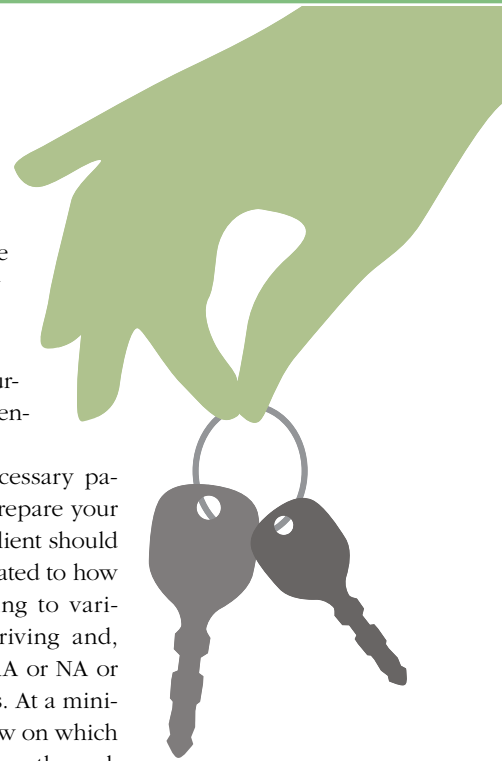 e
ur-
en-
cessary pa-
repare your
lient should
ated to how
ing to vari-
riving and,
A or NA or
s. At a mini-
w on which